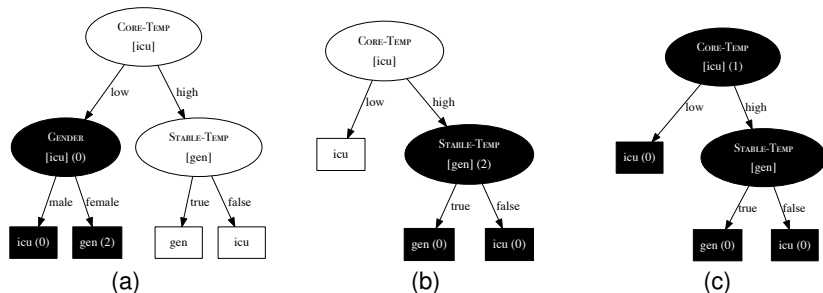 CORE-TEMP
[icu]
low
high
GENDER
[icu] (0)
STABLE-TEMP
[gen]
male
female
true
false
icu (0)
gen (2)
gen
icu
(a)
CORE-TEMP
[icu]
low
high
icu
STABLE-TEMP
[gen] (2)
true
false
gen (0)
icu (0)
(b)
CORE-TEMP
[icu] (1)
low
high
icu (0)
STABLE-TEMP
[gen]
true
false
gen (0)
icu (0)
(c)